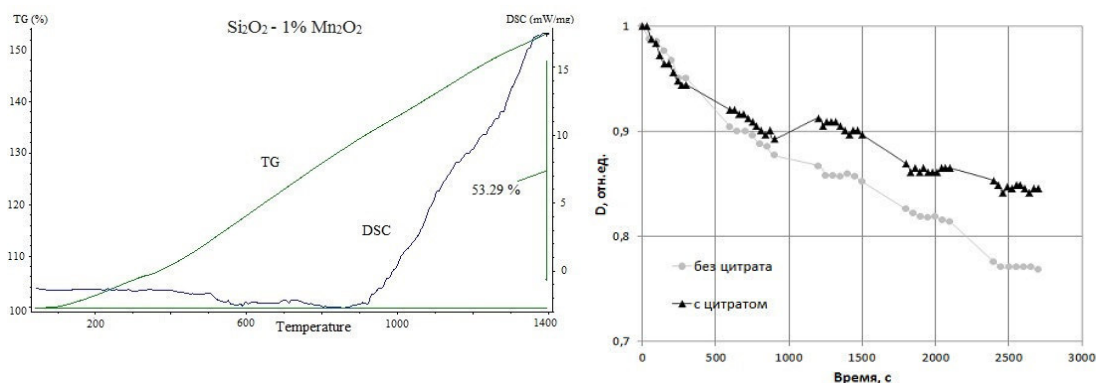 TG (%)
Si₂O₂ - 1% Mn₂O₂
DSC (mW/mg)
150
140
130
120
110
100
15
10
5
0
TG
DSC
53.29 %
200
600
1000
1400
Temperature
1
0,9
0,8
0,7
D, отн.ед.
без цитрата
с цитратом
0
500
1000
1500
2000
2500
3000
Время, с